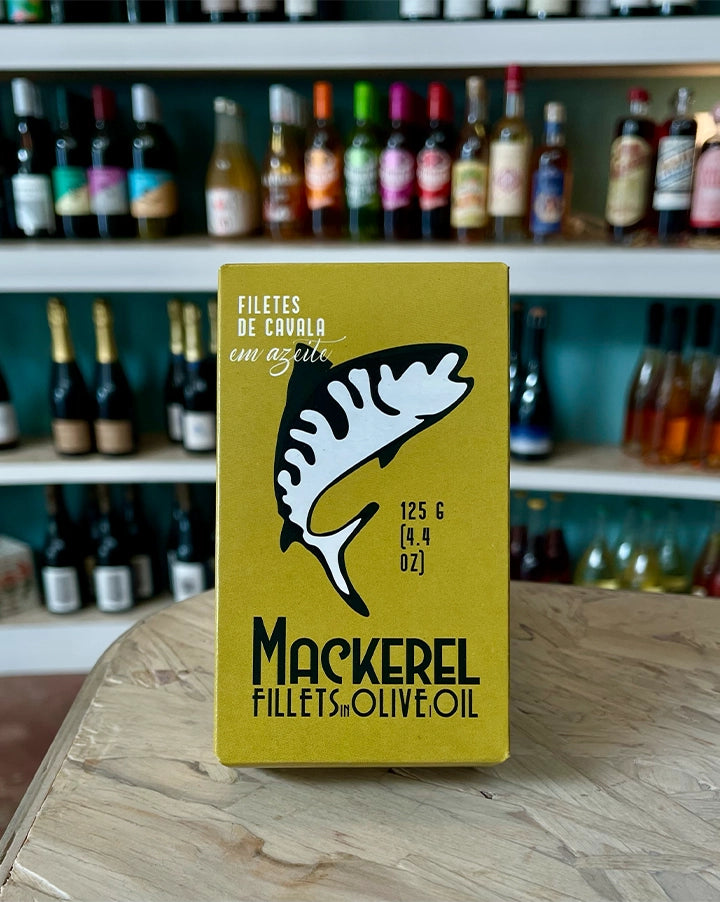 FILETES
DE CAVALA
em azeite
125 G
(4.4
OZ)
MACKEREL
FILLETS IN OLIVE OIL